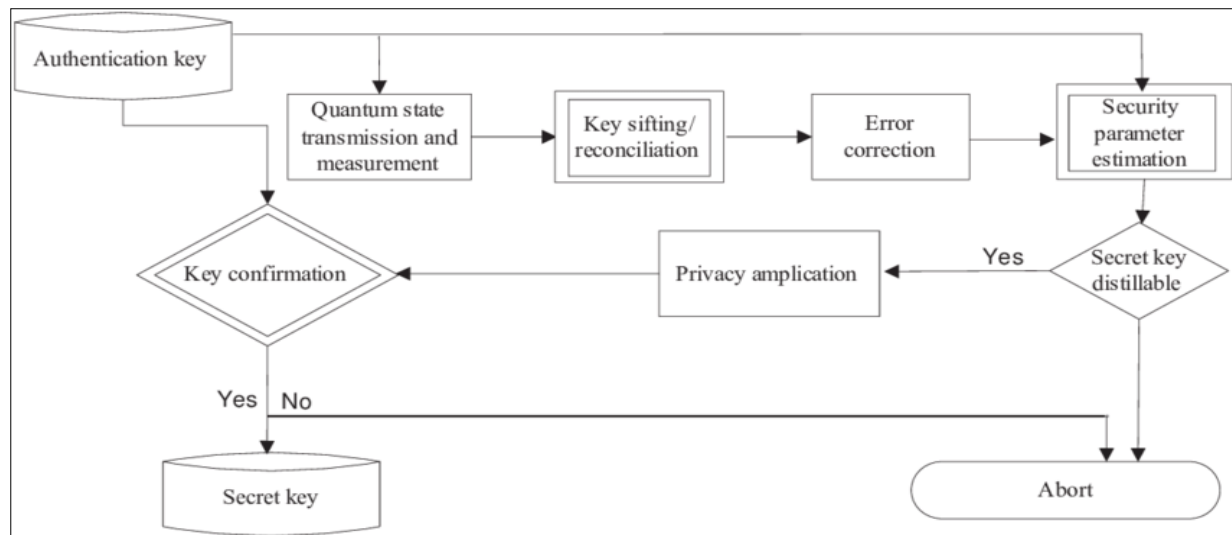 Authentication key
Quantum state
transmission and
measurement
Key sifting/
reconciliation
Error
correction
Security
parameter
estimation
Key confirmation
Privacy amplication
Yes
Secret key
distillable
Yes
No
Secret key
Abort